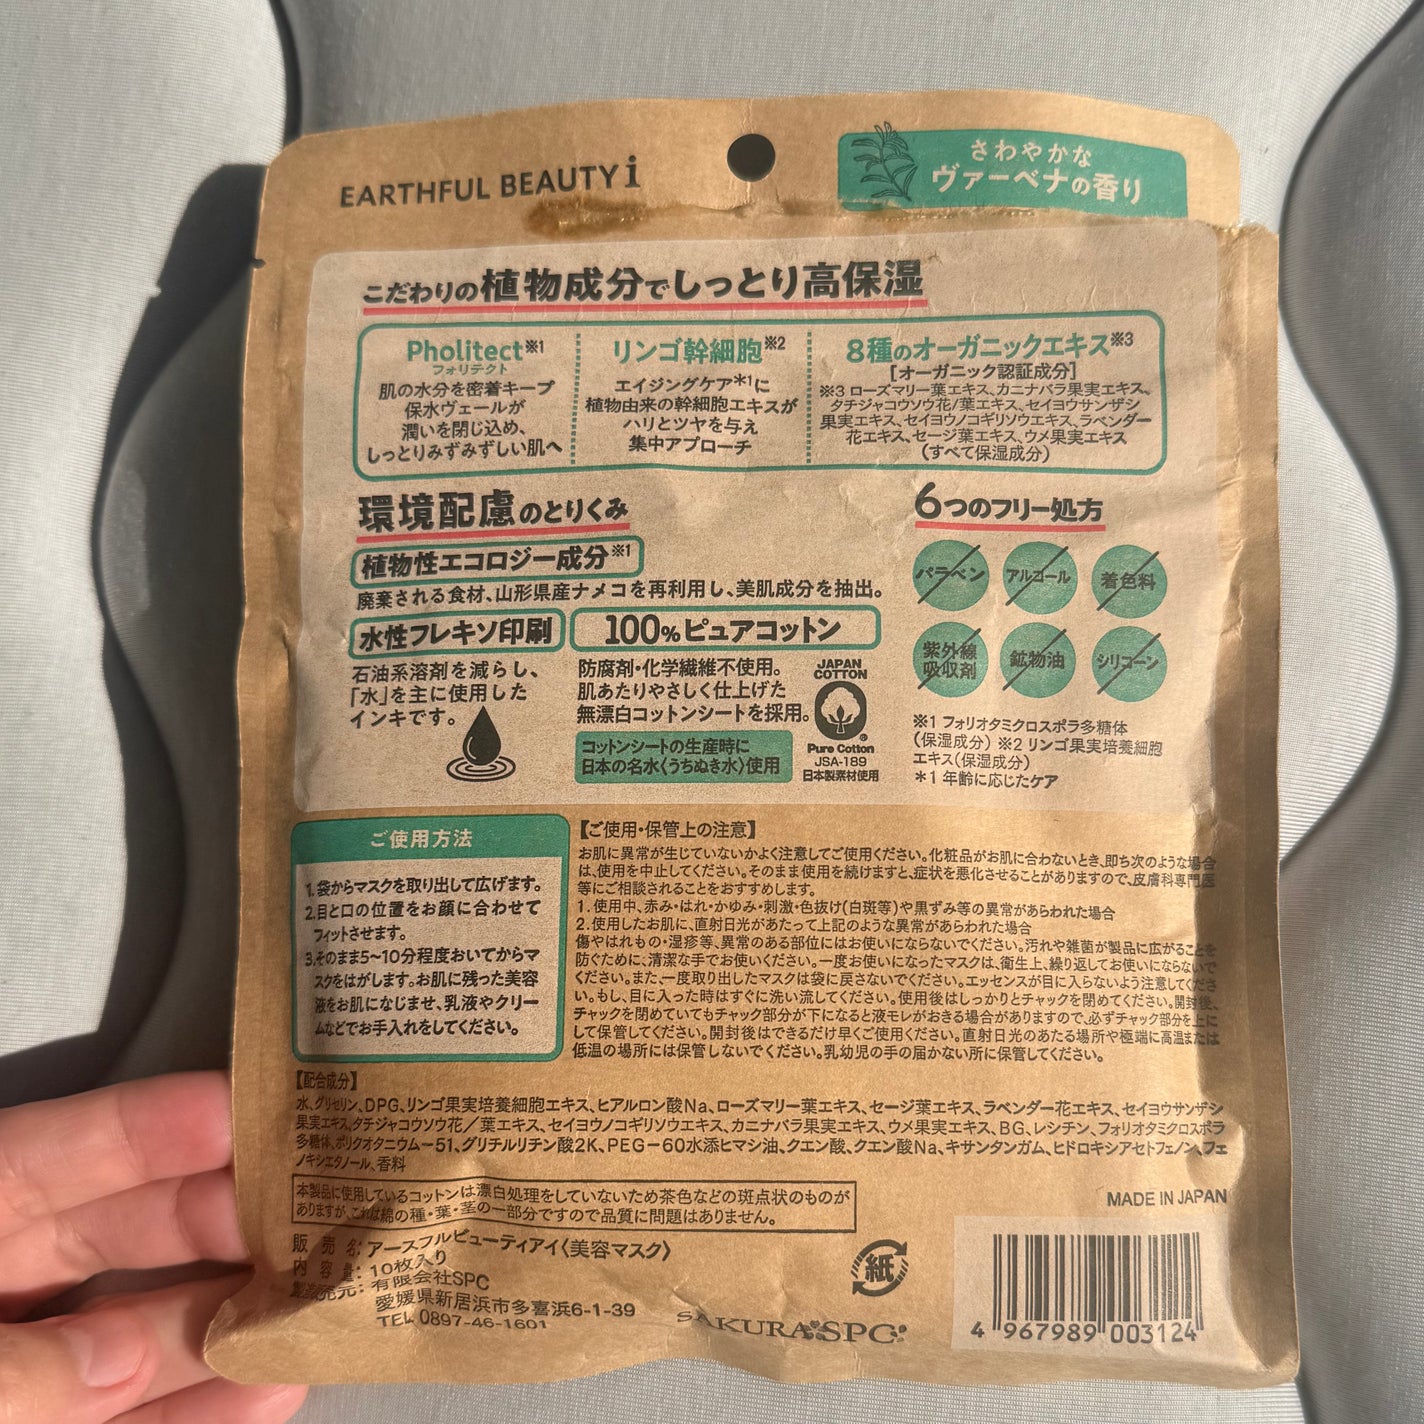 EARTHFUL BEAUTY i
さわやかな
ヴァーベナの香り
こだわりの植物成分でしっとり高保湿
Pholitect※1
フォリテクト
肌の水分を密着キープ
保水ヴェールが
潤いを閉じ込め、
しっとりみずみずしい肌へ
リンゴ幹細胞※2
エイジングケア*1に
植物由来の幹細胞エキスが
ハリとツヤを与え
集中アプローチ
8種のオーガニックエキス※3
[オーガニック認証成分]
※3 ローズマリー葉エキス、カニナバラ果実エキス、
タチジャコウソウ花/葉エキス、セイヨウサンザシ
果実エキス、セイヨウノコギリソウエキス、ラベンダー
花エキス、セージ葉エキス、ウメ果実エキス
(すべて保湿成分)
環境配慮のとりくみ
植物性エコロジー成分※1
廃棄される食材、山形県産ナメコを再利用し、美肌成分を抽出。
水性フレキソ印刷
石油系溶剤を減らし、
「水」を主に使用した
インキです。
100%ピュアコットン
防腐剤・化学繊維不使用。
肌あたりやさしく仕上げた
無漂白コットンシートを採用。
コットンシートの生産時に
日本の名水〈うちぬき水〉使用
JAPAN
COTTON
Pure Cotton
JSA-189
日本製素材使用
6つのフリー処方
パラベン
アルコール
着色料
紫外線
吸収剤
鉱物油
シリコーン
※1 フォリオタミクロスポラ多糖体
(保湿成分) ※2 リンゴ果実培養細胞
エキス(保湿成分)
*1 年齢に応じたケア
ご使用方法
1. 袋からマスクを取り出して広げます。
2. 目と口の位置をお顔に合わせて
フィットさせます。
3. そのまま5〜10分程度おいてからマ
スクをはがします。お肌に残った美容
液をお肌になじませ、乳液やクリー
ムなどでお手入れをしてください。
【ご使用・保管上の注意】
お肌に異常が生じていないかよく注意してご使用ください。化粧品がお肌に合わないとき、即ち次のような場合
は、使用を中止してください。そのまま使用を続けますと、症状を悪化させることがありますので、皮膚科専門医
等にご相談されることをおすすめします。
1. 使用中、赤み・はれ・かゆみ・刺激・色抜け(白斑等)や黒ずみ等の異常があらわれた場合
2. 使用したお肌に、直射日光があたって上記のような異常があらわれた場合
傷やはれもの・湿疹等、異常のある部位にはお使いにならないでください。汚れや雑菌が製品に広がることを
防ぐために、清潔な手でお使いください。一度お使いになったマスクは、衛生上、繰り返してお使いにならないで
ください。また、一度取り出したマスクは袋に戻さないでください。エッセンスが目に入らないよう注意してくださ
い。もし、目に入った時はすぐに洗い流してください。使用後はしっかりとチャックを閉めてください。開封後、
チャックを閉めていてもチャック部分が下になると液モレがおきる場合がありますので、必ずチャック部分を上に
して保管してください。開封後はできるだけ早くご使用ください。直射日光のあたる場所や極端に高温または
低温の場所には保管しないでください。乳幼児の手の届かない所に保管してください。
【配合成分】
水、グリセリン、DPG、リンゴ果実培養細胞エキス、ヒアルロン酸Na、ローズマリー葉エキス、セージ葉エキス、ラベンダー花エキス、セイヨウサンザシ
果実エキス、タチジャコウソウ花/葉エキス、セイヨウノコギリソウエキス、カニナバラ果実エキス、ウメ果実エキス、BG、レシチン、フォリオタミクロスポラ
多糖体、ポリクオタニウム-51、グリチルリチン酸2K、PEG-60水添ヒマシ油、クエン酸、クエン酸Na、キサンタンガム、ヒドロキシアセトフェノン、フェ
ノキシエタノール、香料
本製品に使用しているコットンは漂白処理をしていないため茶色などの斑点状のものが
ありますが、これは綿の種・葉・茎の一部分ですので品質に問題はありません。
MADE IN JAPAN
販売名: アースフルビューティアイ〈美容マスク〉
内容量: 10枚入り
製造発売元: 有限会社SPC
愛媛県新居浜市多喜浜6-1-39
TEL 0897-46-1601
紙
SAKURA SPC
4 967989 003124